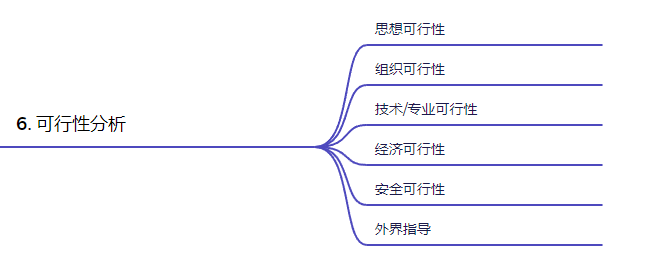 6. 可行性分析
思想可行性
组织可行性
技术/专业可行性
经济可行性
安全可行性
外界指导